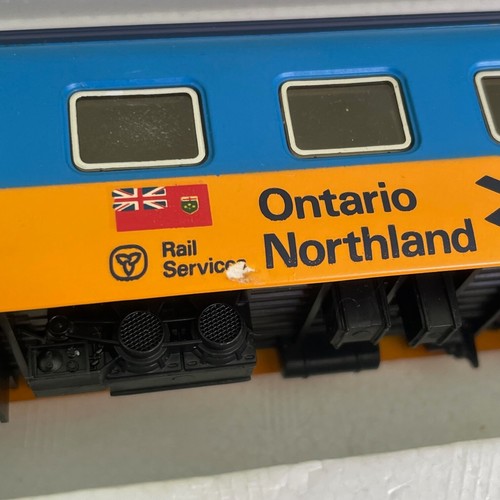 Ontario
Northland
Rail
Services